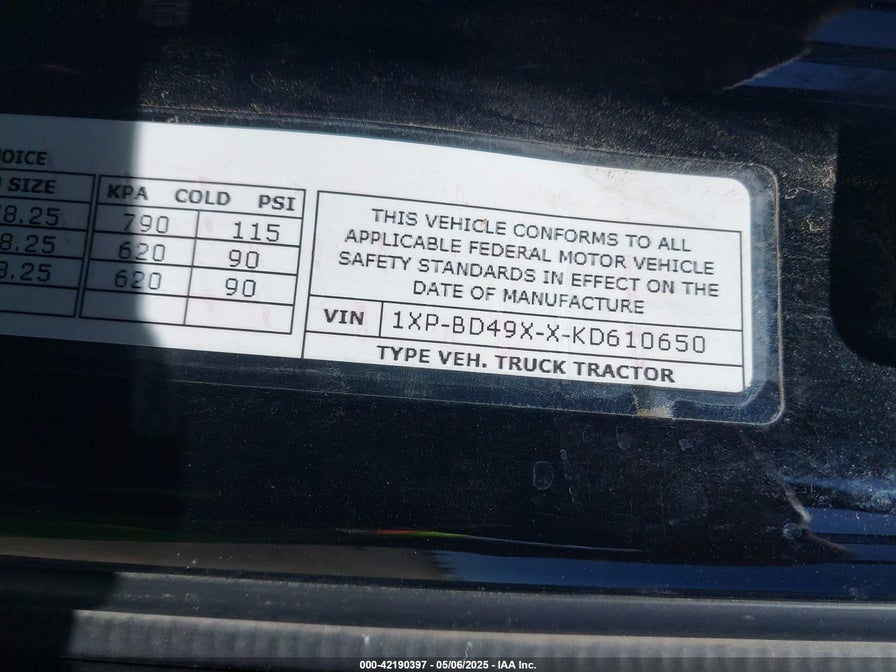 OICE
SIZE
KPA COLD PSI
8.25 790 115
8.25 620 90
8.25 620 90
THIS VEHICLE CONFORMS TO ALL
APPLICABLE FEDERAL MOTOR VEHICLE
SAFETY STANDARDS IN EFFECT ON THE
DATE OF MANUFACTURE
VIN 1XP-BD49X-X-KD610650
TYPE VEH. TRUCK TRACTOR
000-42190397 - 05/06/2025 - IAA Inc.